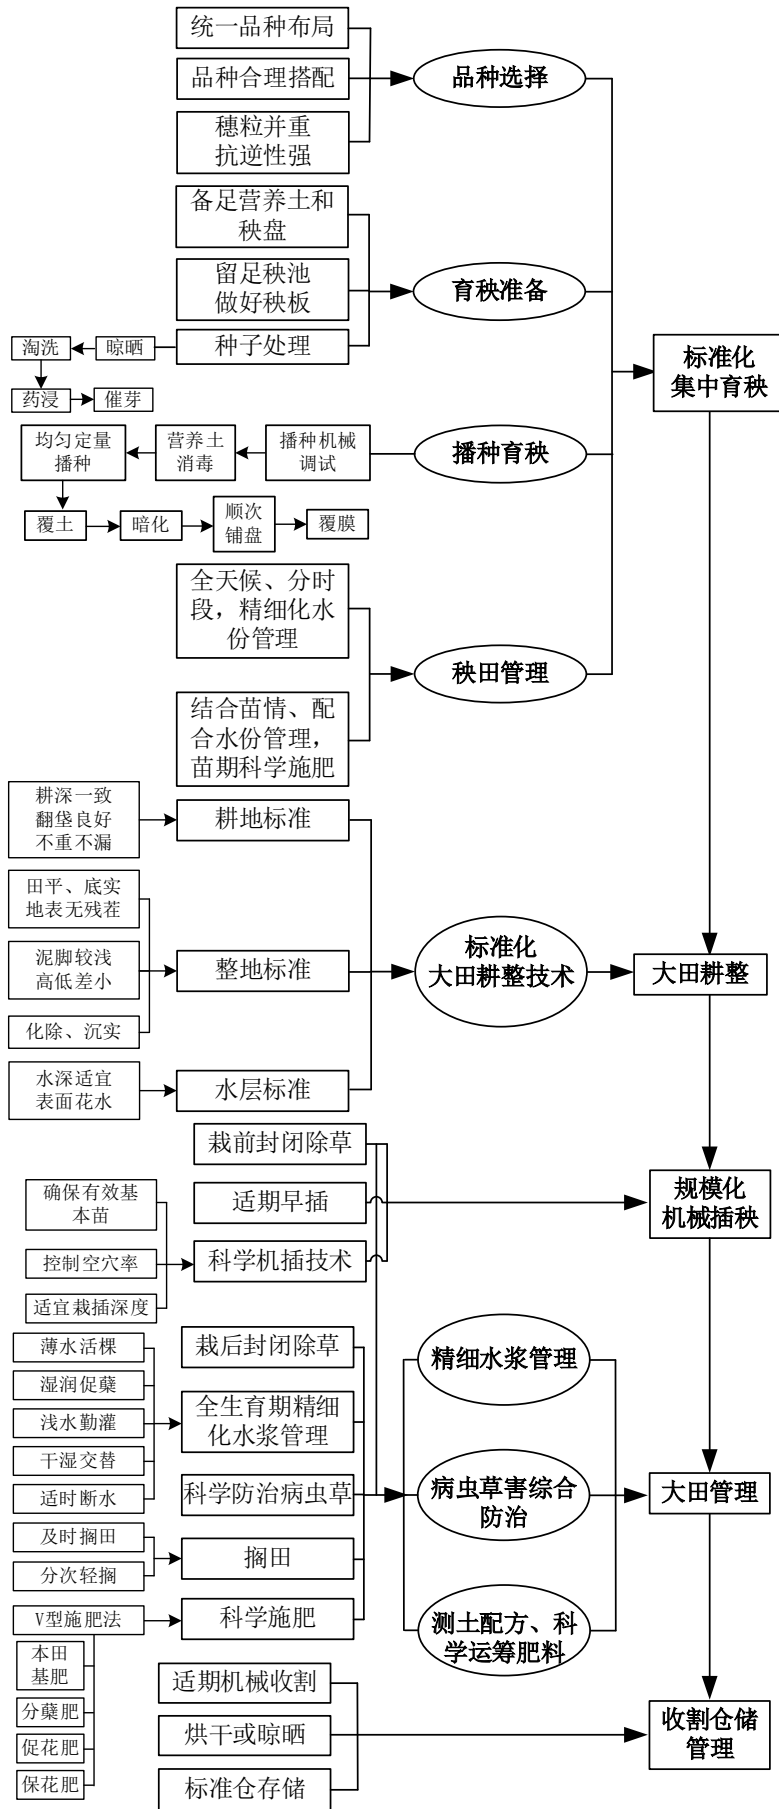 统一品种布局
品种合理搭配
穗粒并重
抗逆性强
品种选择
备足营养土和
秧盘
留足秧池
做好秧板
种子处理
晾晒
淘洗
药浸
催芽
育秧准备
标准化
集中育秧
播种育秧
播种机械
调试
营养土
消毒
均匀定量
播种
覆土
暗化
顺次
铺盘
覆膜
全天候、分时
段，精细化水
份管理
结合苗情、配
合水份管理，
苗期科学施肥
秧田管理
耕深一致
翻垡良好
不重不漏
耕地标准
田平、底实
地表无残茬
泥脚较浅
高低差小
化除、沉实
整地标准
水深适宜
表面花水
水层标准
标准化
大田耕整技术
大田耕整
栽前封闭除草
适期早插
确保有效基
本苗
控制空穴率
适宜栽插深度
科学机插技术
规模化
机械插秧
栽后封闭除草
薄水活棵
湿润促蘖
浅水勤灌
干湿交替
适时断水
全生育期精细
化水浆管理
科学防治病虫草
及时搁田
分次轻搁
搁田
V型施肥法
科学施肥
本田
基肥
分蘖肥
促花肥
保花肥
精细水浆管理
病虫草害综合
防治
测土配方、科
学运筹肥料
大田管理
适期机械收割
烘干或晾晒
标准仓存储
收割仓储
管理